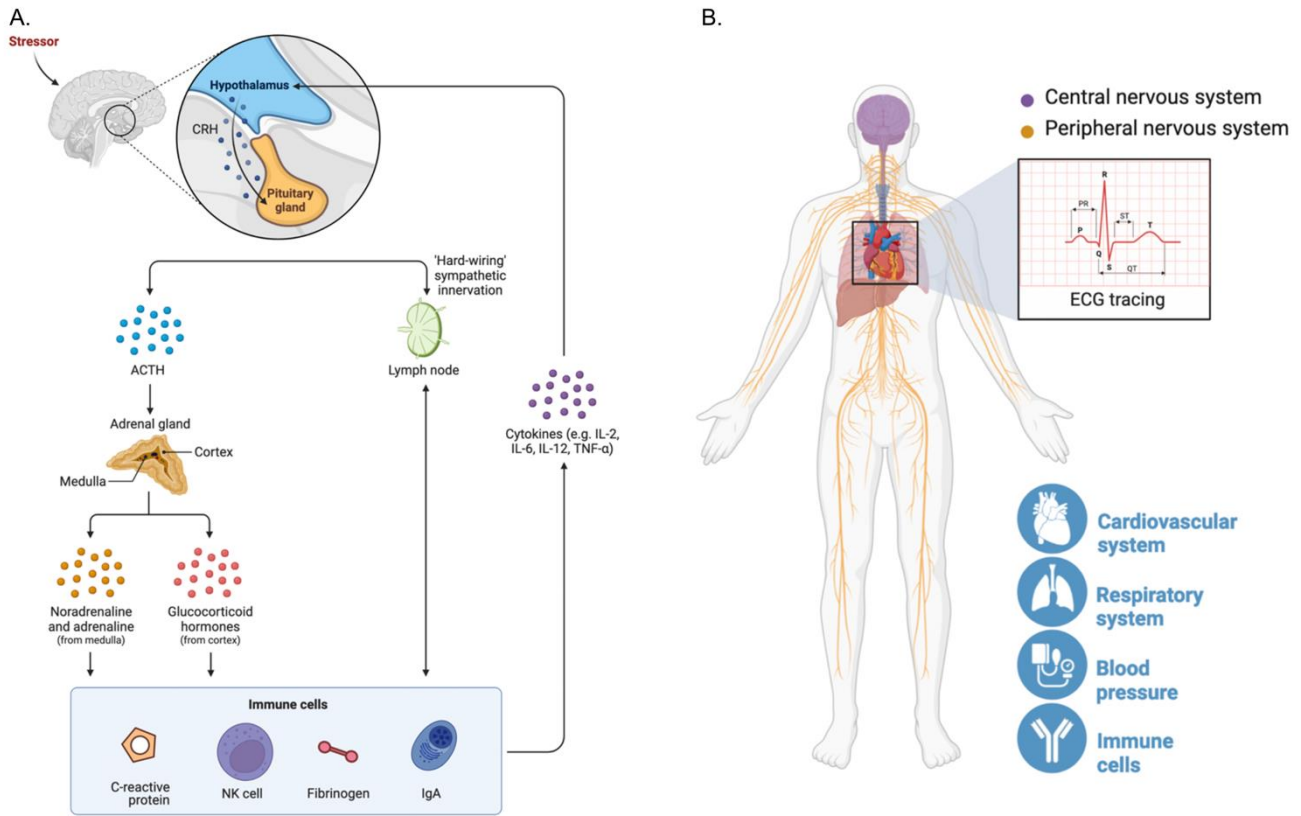 A.
Stressor
Hypothalamus
CRH
Pituitary
gland
'Hard-wiring'
sympathetic
innervation
ACTH
Lymph node
Adrenal gland
Cortex
Medulla
Cytokines (e.g. IL-2,
IL-6, IL-12, TNF-α)
Noradrenaline
and adrenaline
(from medulla)
Glucocorticoid
hormones
(from cortex)
Immune cells
C-reactive
protein
NK cell
Fibrinogen
IgA
B.
Central nervous system
Peripheral nervous system
R
PR
ST
P
T
Q
S
QT
ECG tracing
Cardiovascular
system
Respiratory
system
Blood
pressure
Immune
cells